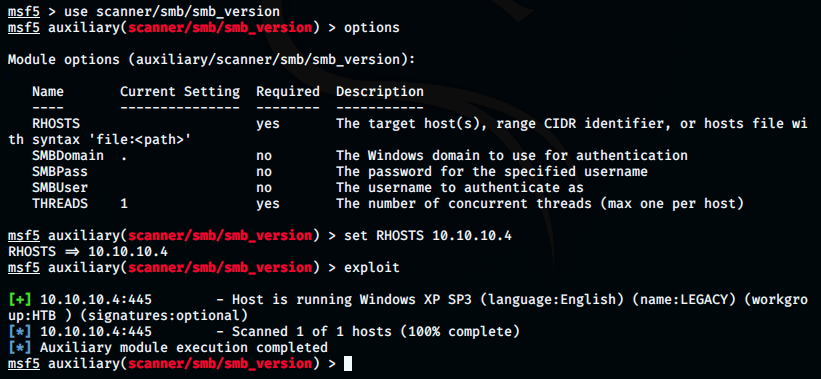 msf5 > use scanner/smb/smb_version
msf5 auxiliary(scanner/smb/smb_version) > options
Module options (auxiliary/scanner/smb/smb_version):
Name Current Setting Required Description
---- --------------- -------- -----------
RHOSTS yes The target host(s), range CIDR identifier, or hosts file wi
th syntax 'file:<path>'
SMBDomain . no The Windows domain to use for authentication
SMBPass no The password for the specified username
SMBUser no The username to authenticate as
THREADS 1 yes The number of concurrent threads (max one per host)
msf5 auxiliary(scanner/smb/smb_version) > set RHOSTS 10.10.10.4
RHOSTS => 10.10.10.4
msf5 auxiliary(scanner/smb/smb_version) > exploit
[+] 10.10.10.4:445 - Host is running Windows XP SP3 (language:English) (name:LEGACY) (workgro
up:HTB ) (signatures:optional)
[*] 10.10.10.4:445 - Scanned 1 of 1 hosts (100% complete)
[*] Auxiliary module execution completed
msf5 auxiliary(scanner/smb/smb_version) >